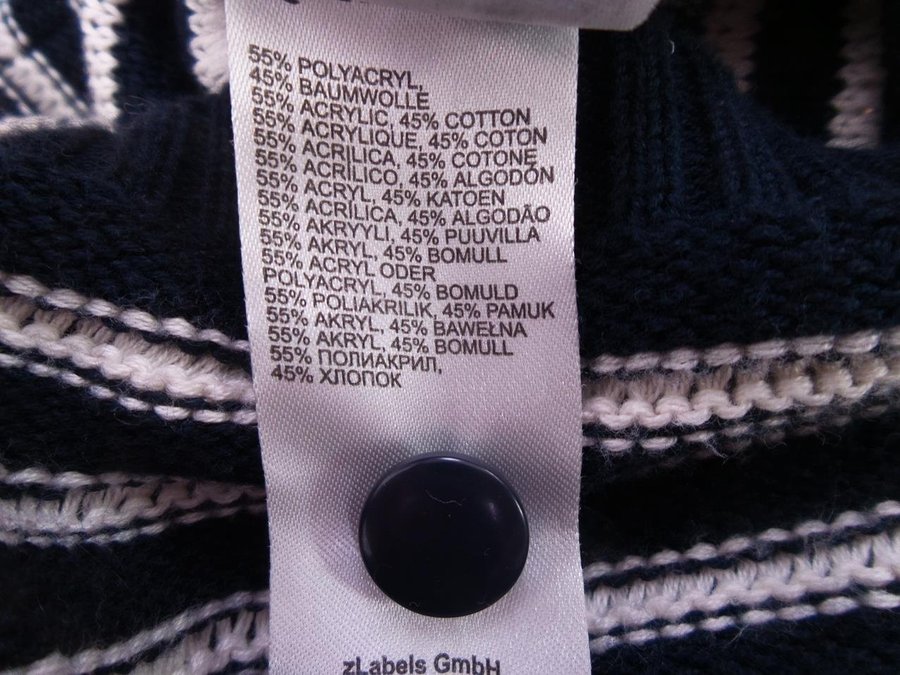 55% POLYACRYL,
45% BAUMWOLLE
55% ACRYLIC, 45% COTTON
55% ACRYLIQUE, 45% COTON
55% ACRILICA, 45% COTONE
55% ACRÍLICO, 45% ALGODÓN
55% ACRYL, 45% KATOEN
55% ACRÍLICA, 45% ALGODÃO
55% AKRYYLI, 45% PUUVILLA
55% AKRYL, 45% BOMULL
55% ACRYL ODER
POLYACRYL, 45% BOMULD
55% POLIAKRILIK, 45% PAMUK
55% AKRYL, 45% BAWEŁNA
55% AKRYL, 45% BOMULL
55% ПОЛИАКРИЛ,
45% ХЛОПОК
zLabels GmbH